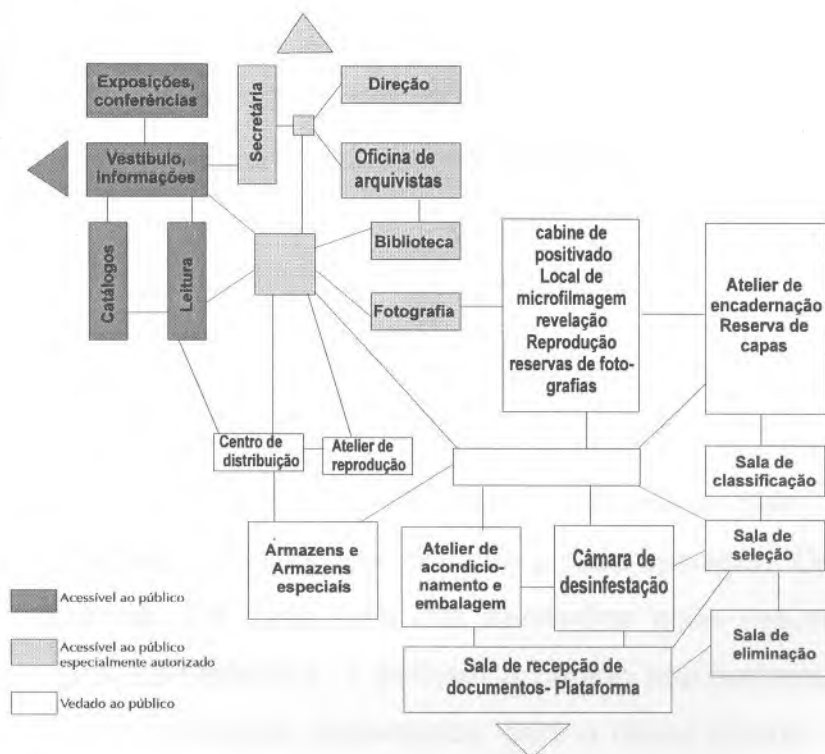 Exposições,
conferências
Vestíbulo,
informações
Catálogos
Leitura
Secretária
Direção
Oficina de
arquivistas
Biblioteca
Fotografia
cabine de
positivado
Local de
microfilmagem
revelação
Reprodução
reservas de foto-
grafias
Atelier de
encadernação
Reserva de
capas
Centro de
distribuição
Atelier de
reprodução
Sala de
classificação
Armazens e
Armazens
especiais
Atelier de
acondicio-
namento e
embalagem
Câmara de
desinfestação
Sala de
seleção
Sala de
eliminação
Sala de recepção de
documentos- Plataforma
Acessível ao público
Acessível ao público
especialmente autorizado
Vedado ao público